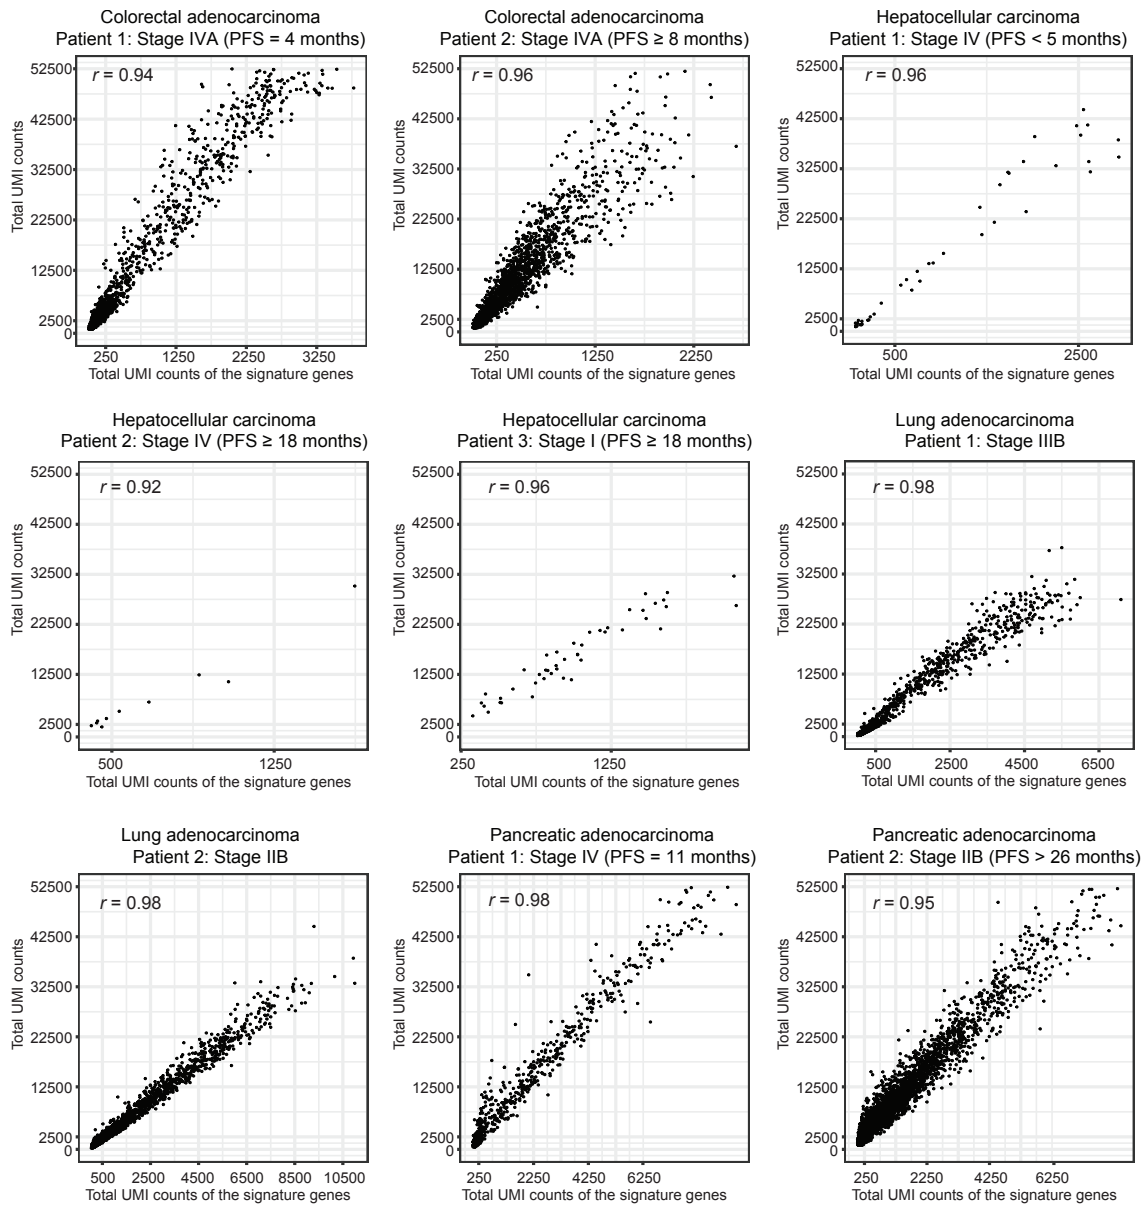 Colorectal adenocarcinoma
Patient 1: Stage IVA (PFS = 4 months)
r = 0.94
52500
42500
32500
22500
12500
2500
0
Total UMI counts
250 1250 2250 3250
Total UMI counts of the signature genes
Colorectal adenocarcinoma
Patient 2: Stage IVA (PFS ≥ 8 months)
r = 0.96
52500
42500
32500
22500
12500
2500
0
Total UMI counts
250 1250 2250
Total UMI counts of the signature genes
Hepatocellular carcinoma
Patient 1: Stage IV (PFS < 5 months)
r = 0.96
52500
42500
32500
22500
12500
2500
0
Total UMI counts
500 2500
Total UMI counts of the signature genes
Hepatocellular carcinoma
Patient 2: Stage IV (PFS ≥ 18 months)
r = 0.92
52500
42500
32500
22500
12500
2500
0
Total UMI counts
500 1250
Total UMI counts of the signature genes
Hepatocellular carcinoma
Patient 3: Stage I (PFS ≥ 18 months)
r = 0.96
52500
42500
32500
22500
12500
2500
0
Total UMI counts
250 1250
Total UMI counts of the signature genes
Lung adenocarcinoma
Patient 1: Stage IIIB
r = 0.98
52500
42500
32500
22500
12500
2500
0
Total UMI counts
500 2500 4500 6500
Total UMI counts of the signature genes
Lung adenocarcinoma
Patient 2: Stage IIB
r = 0.98
52500
42500
32500
22500
12500
2500
0
Total UMI counts
500 2500 4500 6500 8500 10500
Total UMI counts of the signature genes
Pancreatic adenocarcinoma
Patient 1: Stage IV (PFS = 11 months)
r = 0.98
52500
42500
32500
22500
12500
2500
0
Total UMI counts
250 2250 4250 6250
Total UMI counts of the signature genes
Pancreatic adenocarcinoma
Patient 2: Stage IIB (PFS > 26 months)
r = 0.95
52500
42500
32500
22500
12500
2500
0
Total UMI counts
250 2250 4250 6250
Total UMI counts of the signature genes